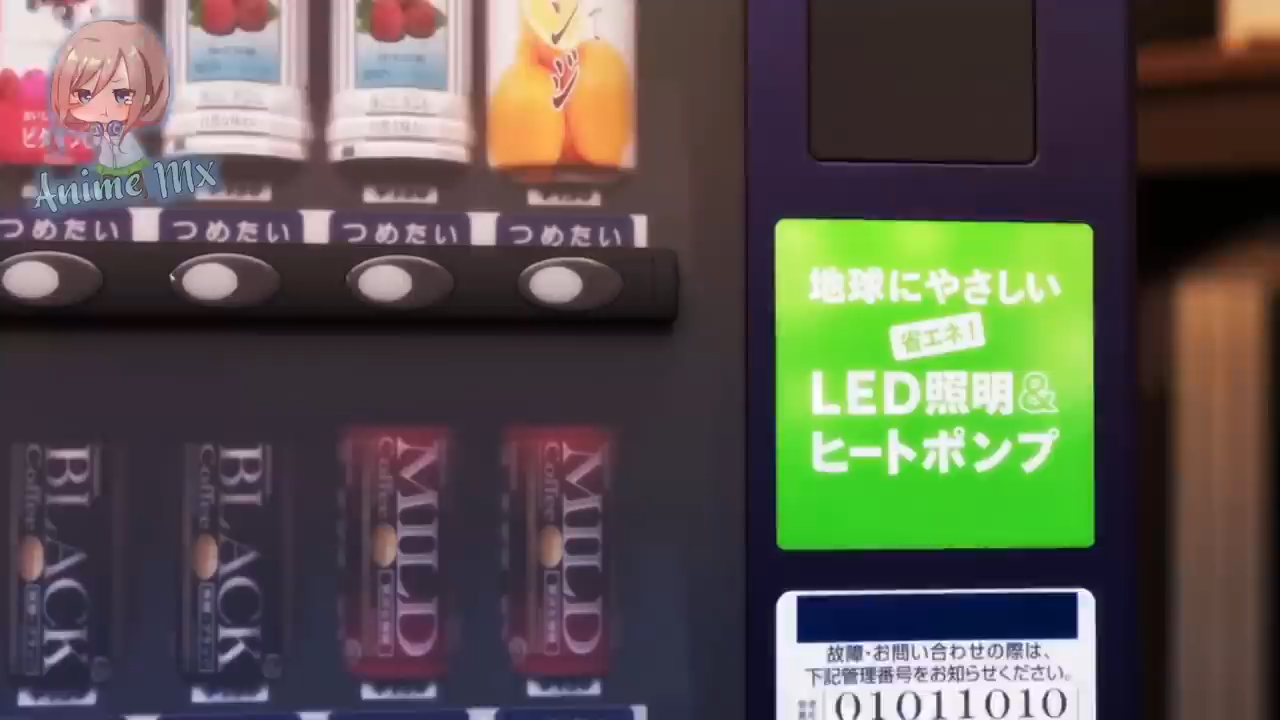 Anime Mx
つめたい つめたい つめたい つめたい
BLACK Coffee
BLACK Coffee
MILD Coffee
MILD Coffee
地球にやさしい
省エネ!
LED照明&
ヒートポンプ
故障・お問い合わせの際は、
下記管理番号をお知らせください。
01011010